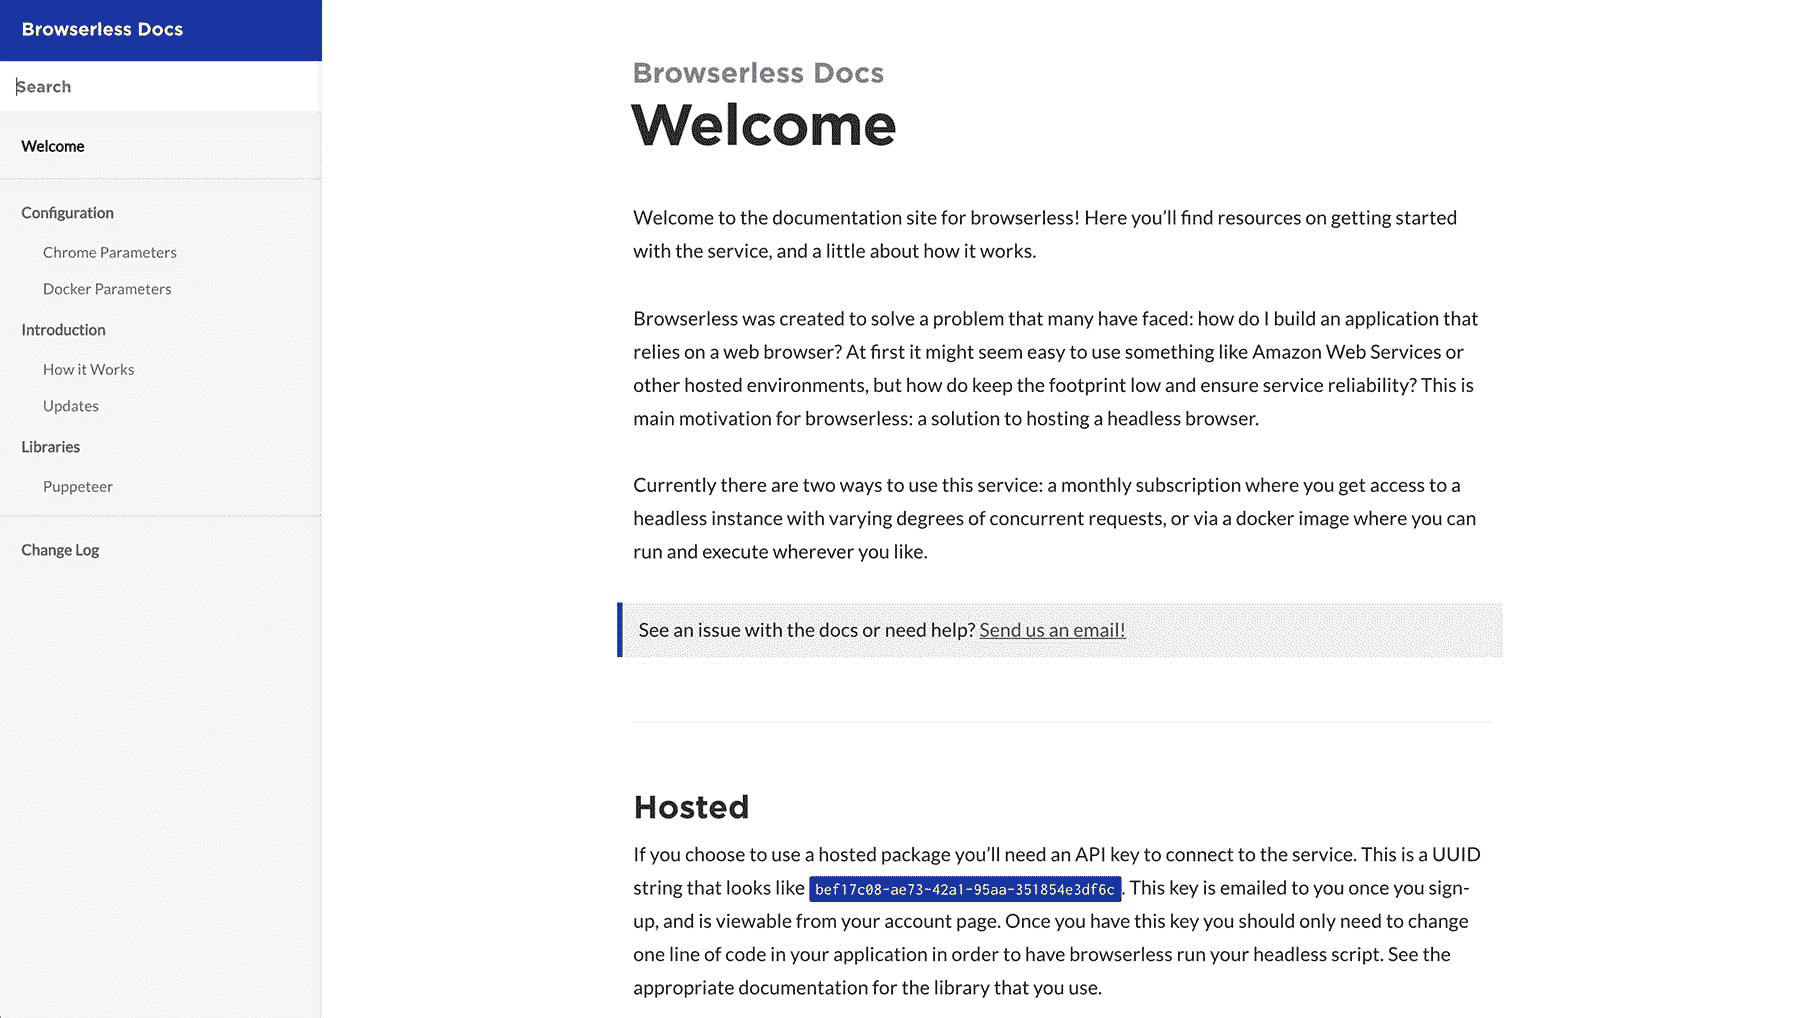 Browserless Docs
Search
Welcome
Configuration
Chrome Parameters
Docker Parameters
Introduction
How it Works
Updates
Libraries
Puppeteer
Change Log
Browserless Docs
Welcome
Welcome to the documentation site for browserless! Here you’ll find resources on getting started
with the service, and a little about how it works.
Browserless was created to solve a problem that many have faced: how do I build an application that
relies on a web browser? At first it might seem easy to use something like Amazon Web Services or
other hosted environments, but how do keep the footprint low and ensure service reliability? This is
main motivation for browserless: a solution to hosting a headless browser.
Currently there are two ways to use this service: a monthly subscription where you get access to a
headless instance with varying degrees of concurrent requests, or via a docker image where you can
run and execute wherever you like.
See an issue with the docs or need help? Send us an email!
Hosted
If you choose to use a hosted package you’ll need an API key to connect to the service. This is a UUID
string that looks like bef17c08-ae73-42a1-95aa-351854e3df6c. This key is emailed to you once you sign-
up, and is viewable from your account page. Once you have this key you should only need to change
one line of code in your application in order to have browserless run your headless script. See the
appropriate documentation for the library that you use.